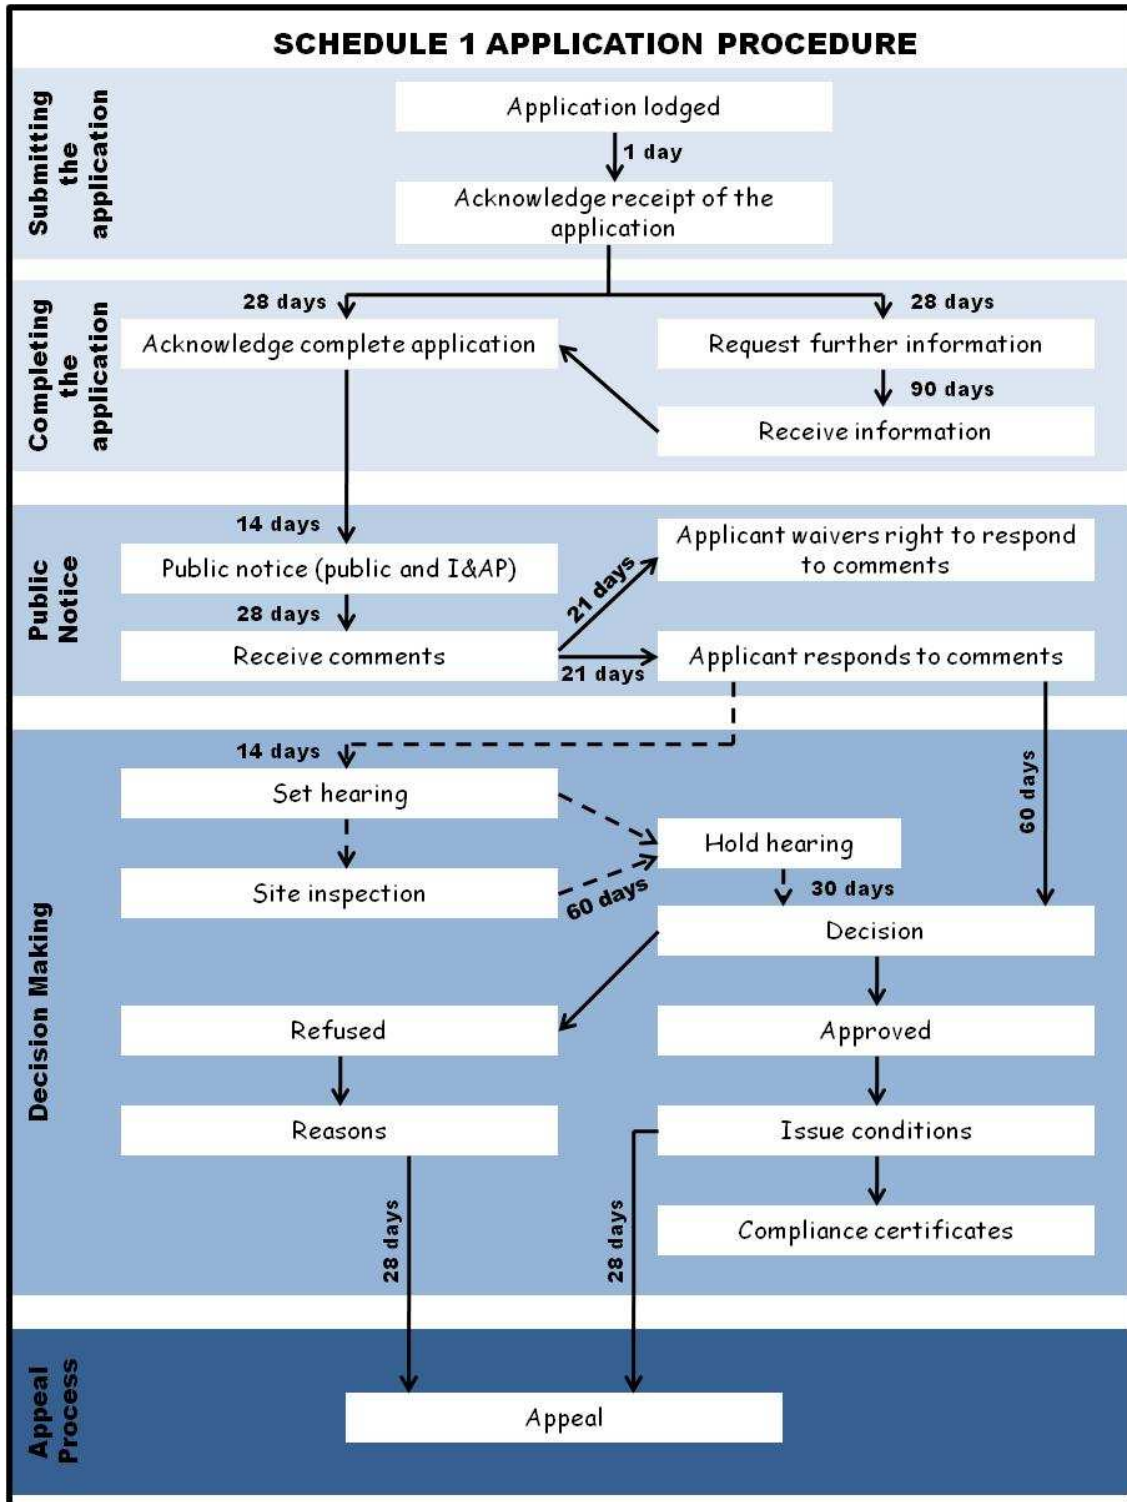 SCHEDULE 1 APPLICATION PROCEDURE
Submitting
the
application
Application lodged
1 day
Acknowledge receipt of the
application
Completing
the
application
28 days
28 days
Acknowledge complete application
Request further information
90 days
Receive information
Public
Notice
14 days
Public notice (public and I&AP)
28 days
Receive comments
21 days
Applicant waivers right to respond
to comments
21 days
Applicant responds to comments
Decision Making
14 days
Set hearing
60 days
Hold hearing
Site inspection
60 days
30 days
Decision
Refused
Approved
Reasons
Issue conditions
28 days
28 days
Compliance certificates
Appeal
Process
Appeal